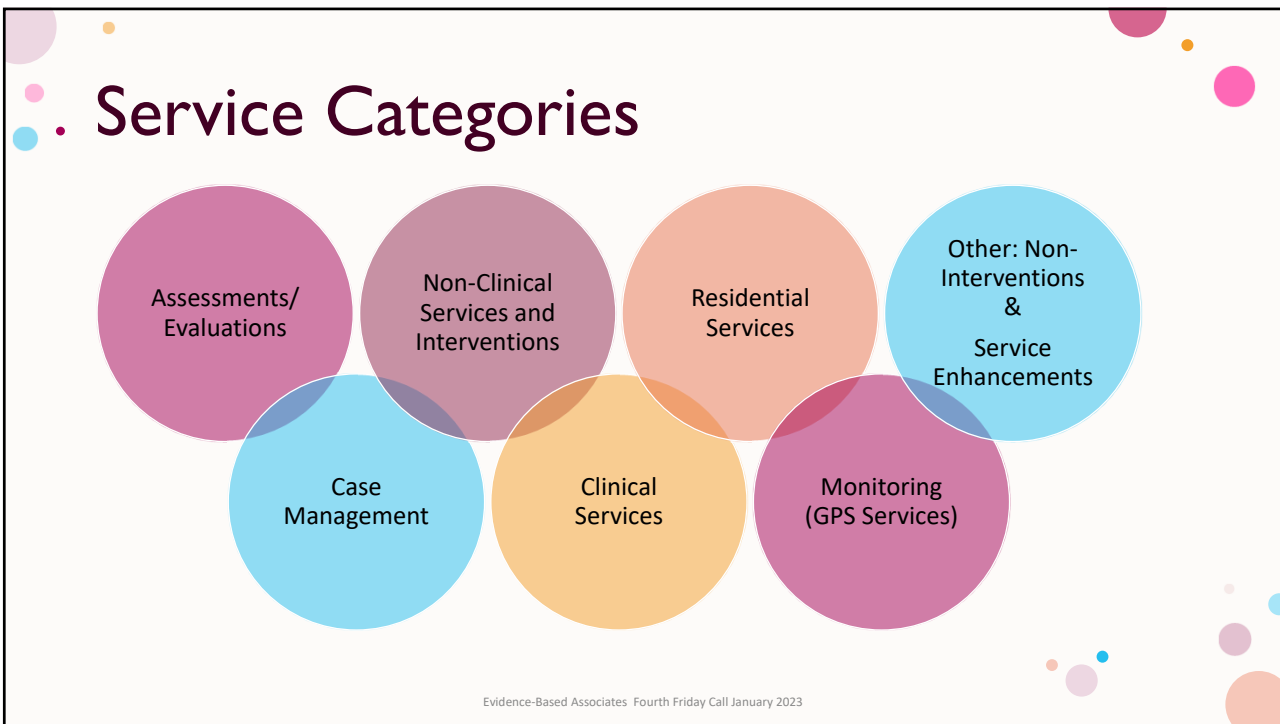 Service Categories
Assessments/
Evaluations
Non-Clinical
Services and
Interventions
Residential
Services
Other: Non-
Interventions
&
Service
Enhancements
Case
Management
Clinical
Services
Monitoring
(GPS Services)
Evidence-Based Associates Fourth Friday Call January 2023